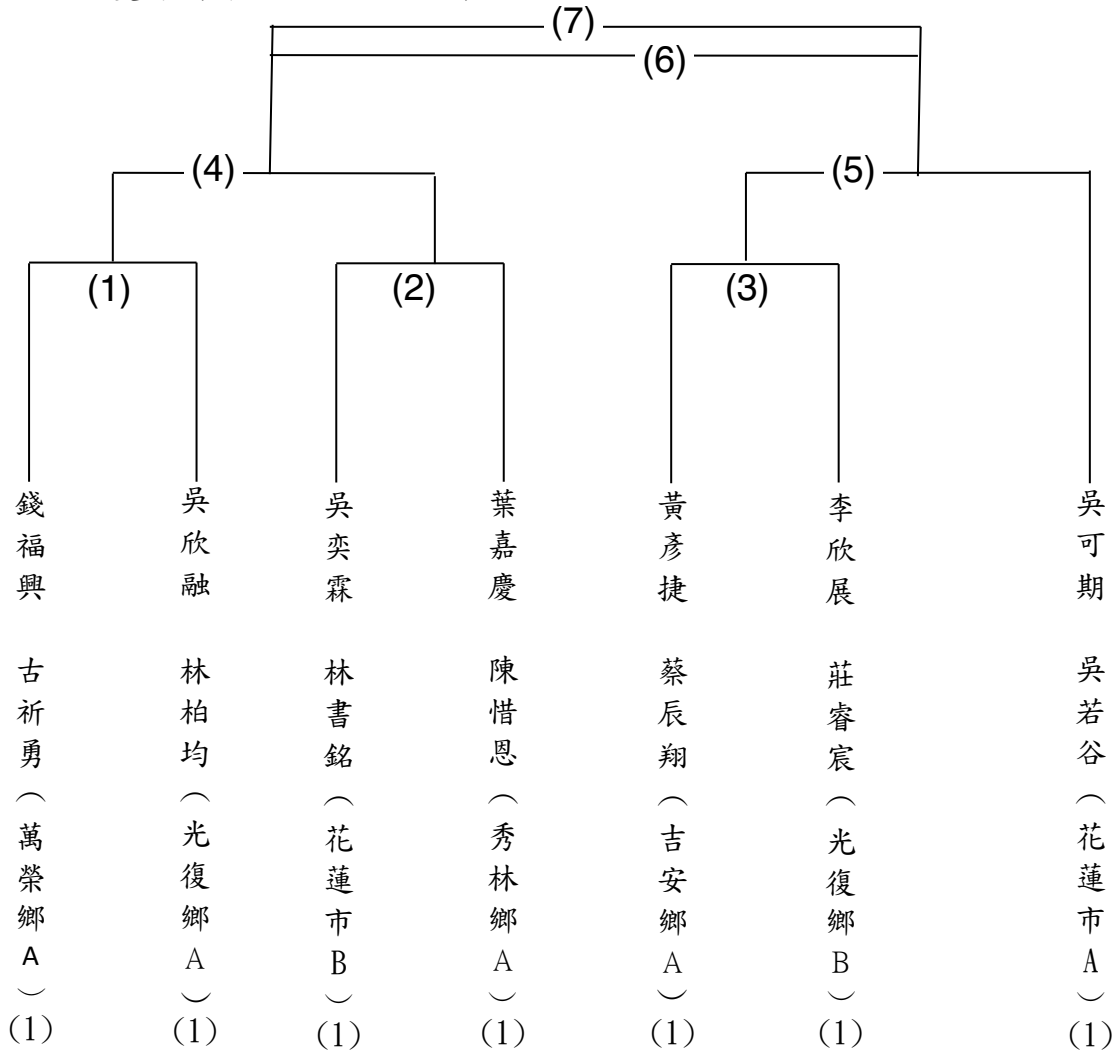 (7)
(6)
(4)
(5)
(1)
(2)
(3)
錢福興 古祈勇（萬榮鄉A）(1)
吳欣融 林柏均（光復鄉A）(1)
吳奕霖 林書銘（花蓮市B）(1)
葉嘉慶 陳惜恩（秀林鄉A）(1)
黃彥捷 蔡辰翔（吉安鄉A）(1)
李欣展 莊睿宸（光復鄉B）(1)
吳可期 吳若谷（花蓮市A）(1)